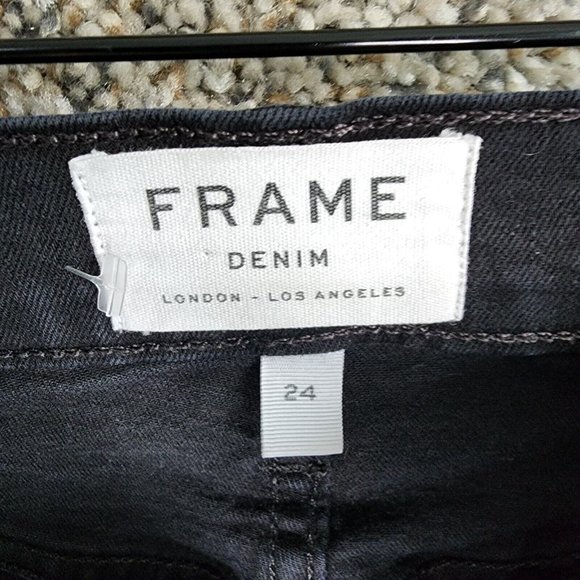 FRAME
DENIM
LONDON - LOS ANGELES
24